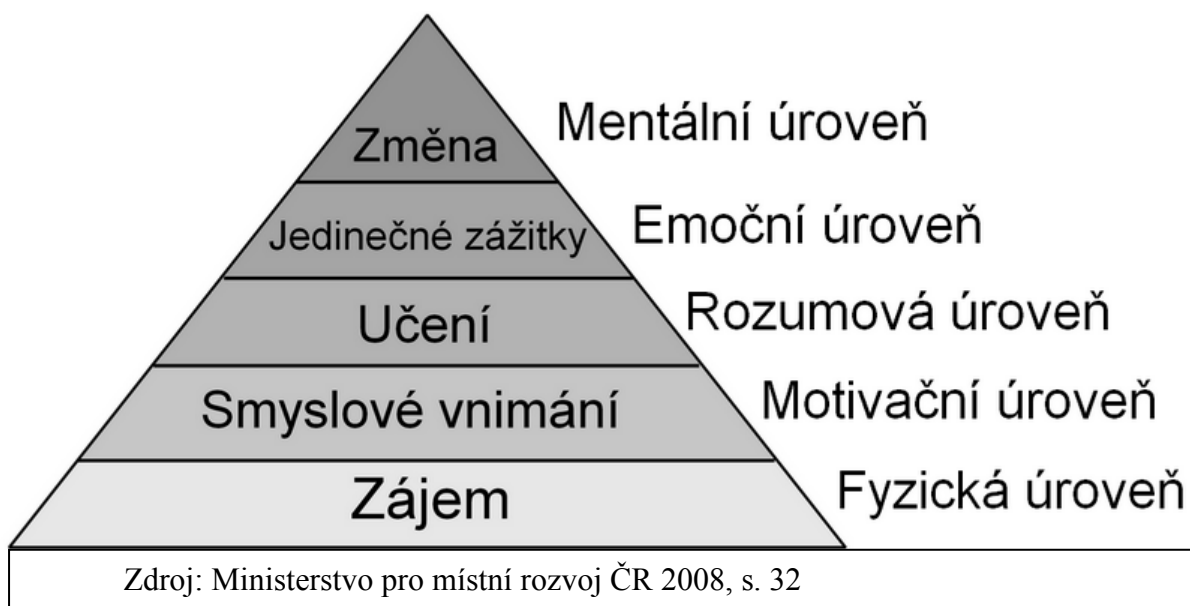 Změna
Mentální úroveň
Jedinečné zážitky
Emoční úroveň
Učení
Rozumová úroveň
Smyslové vnimání
Motivační úroveň
Zájem
Fyzická úroveň
Zdroj: Ministerstvo pro místní rozvoj ČR 2008, s. 32